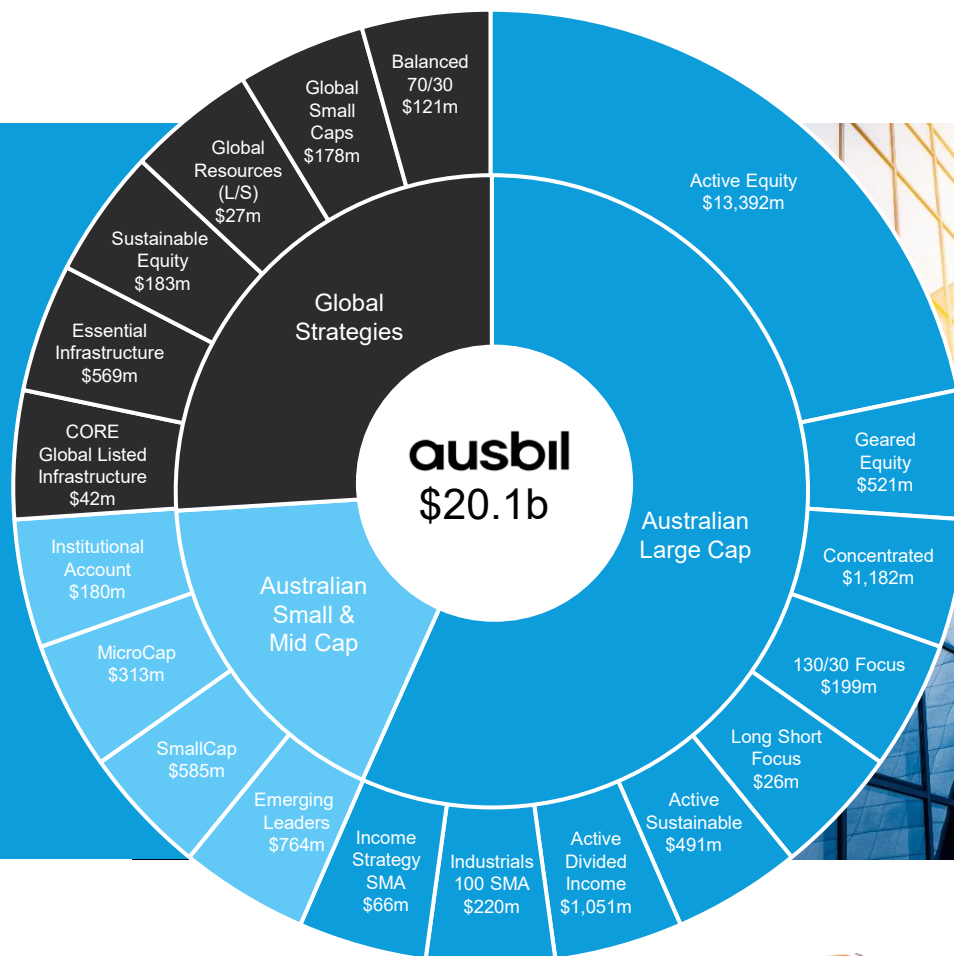 Balanced
70/30
$121m
Global
Small
Caps
$178m
Global
Resources
(L/S)
$27m
Sustainable
Equity
$183m
Essential
Infrastructure
$569m
CORE
Global Listed
Infrastructure
$42m
Global
Strategies
Active Equity
$13,392m
Geared
Equity
$521m
Concentrated
$1,182m
130/30 Focus
$199m
Long Short
Focus
$26m
Active
Sustainable
$491m
Active
Divided
Income
$1,051m
Industrials
100 SMA
$220m
Income
Strategy
SMA
$66m
Australian
Large Cap
ausbil
$20.1b
Institutional
Account
$180m
MicroCap
$313m
SmallCap
$585m
Emerging
Leaders
$764m
Australian
Small &
Mid Cap